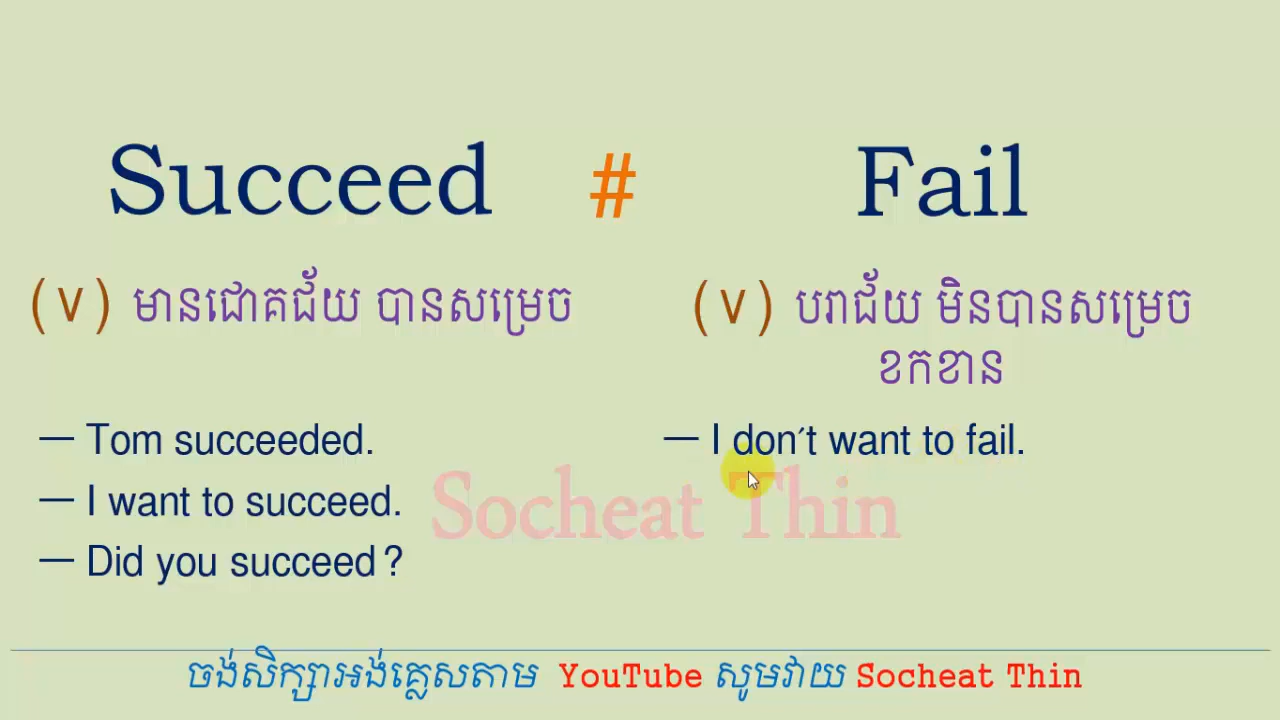 Succeed # Fail
(v) មានជោគជ័យ បានសម្រេច
(v) បរាជ័យ មិនបានសម្រេច
ខកខាន
— Tom succeeded.
— I want to succeed.
— Did you succeed?
— I don't want to fail.
Socheat Thin
ចង់សិក្សាអង់គ្លេសតាម YouTube សូមវាយ Socheat Thin